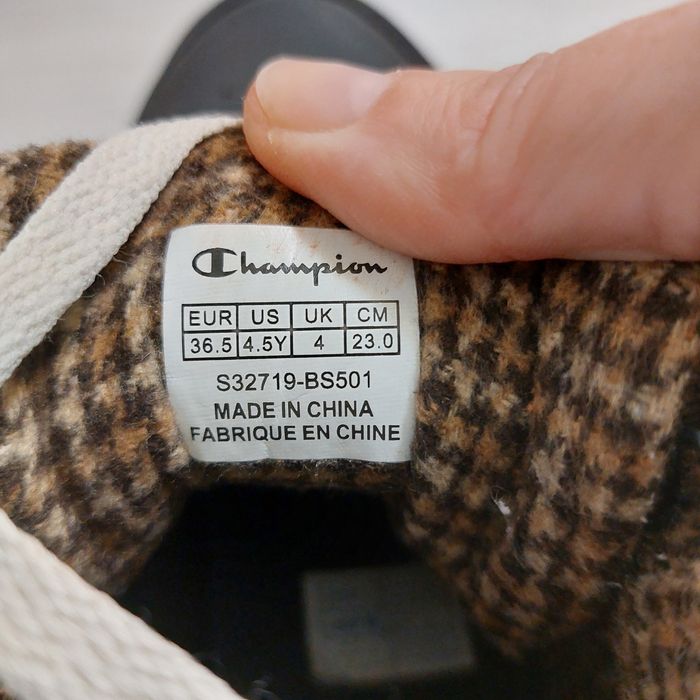 Champion
EUR US UK CM
36.5 4.5Y 4 23.0
S32719-BS501
MADE IN CHINA
FABRIQUE EN CHINE